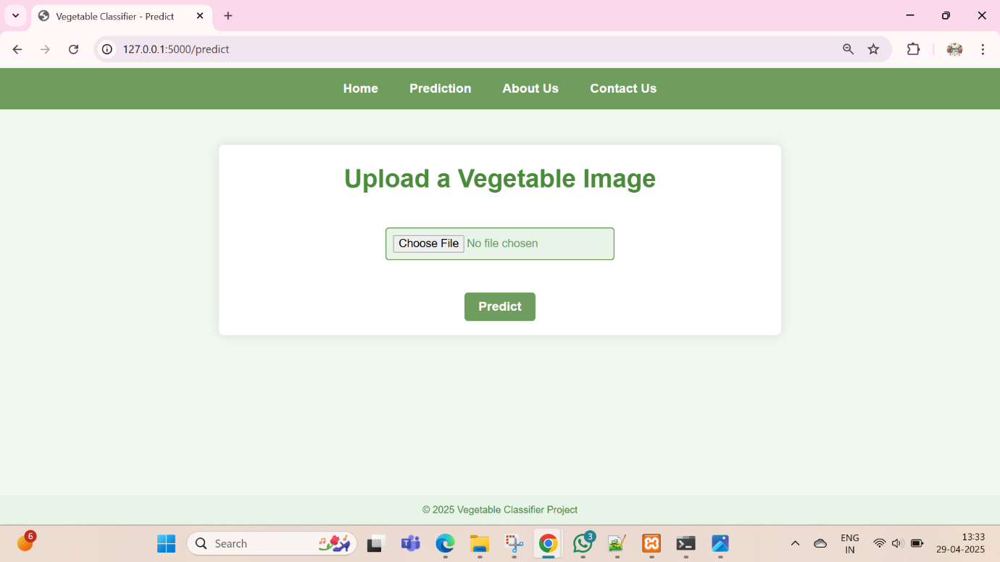 Vegetable Classifier - Predict
127.0.0.1:5000/predict
Home Prediction About Us Contact Us
Upload a Vegetable Image
Choose File No file chosen
Predict
© 2025 Vegetable Classifier Project
6
Search
3
ENG
IN
13:33
29-04-2025